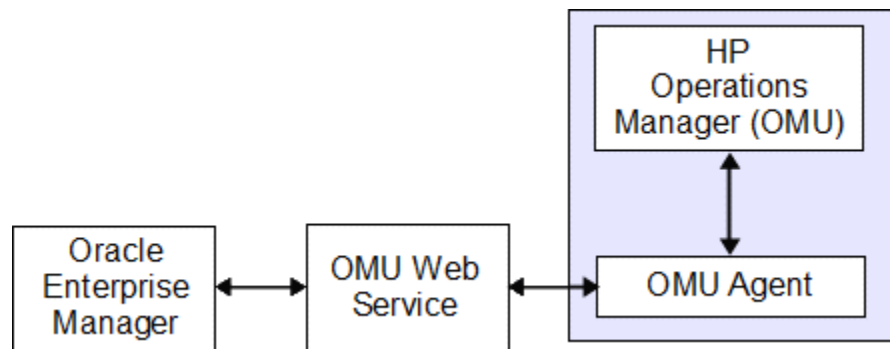 HP
Operations
Manager (OMU)
Oracle
Enterprise
Manager
OMU Web
Service
OMU Agent